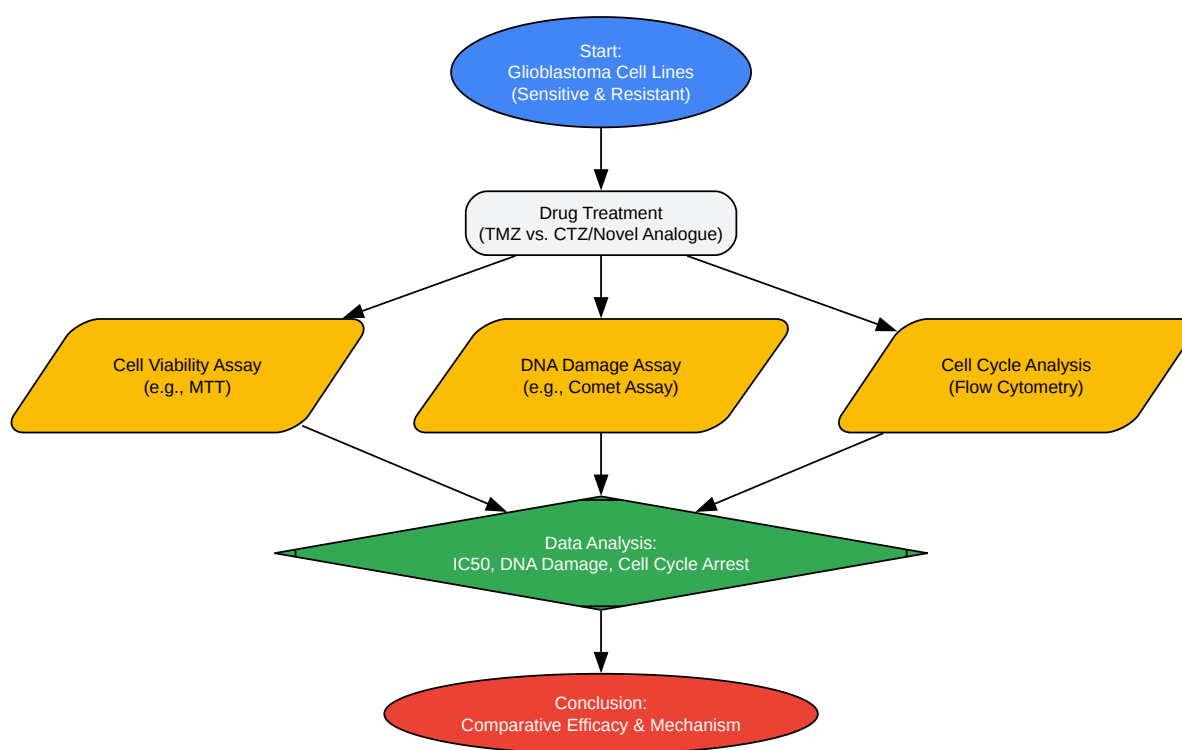 Start:
Glioblastoma Cell Lines
(Sensitive & Resistant)
Drug Treatment
(TMZ vs. CTZ/Novel Analogue)
Cell Viability Assay
(e.g., MTT)
DNA Damage Assay
(e.g., Comet Assay)
Cell Cycle Analysis
(Flow Cytometry)
Data Analysis:
IC50, DNA Damage, Cell Cycle Arrest
Conclusion:
Comparative Efficacy & Mechanism